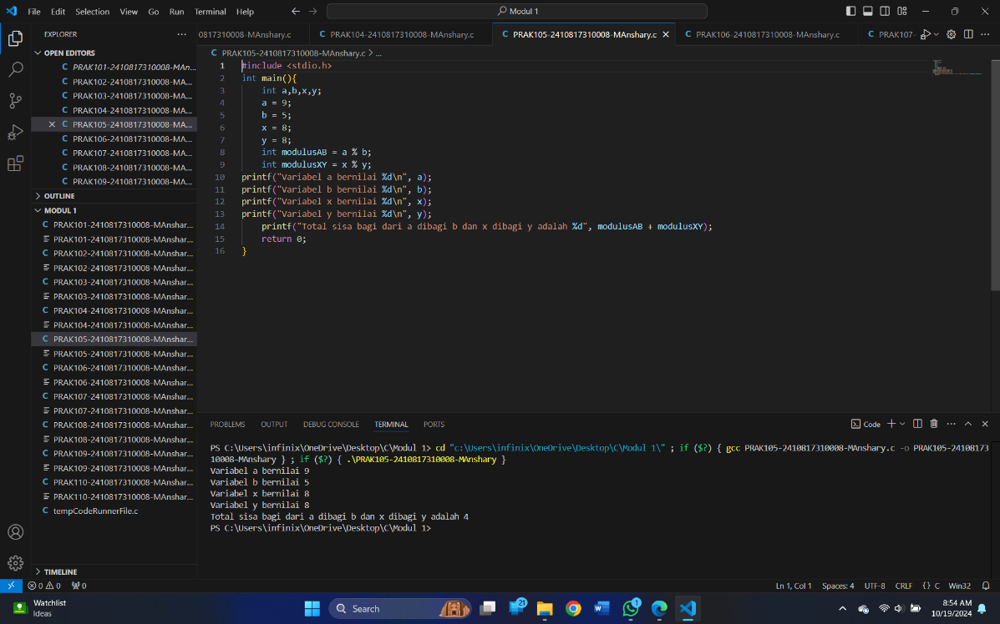 File Edit Selection View Go Run Terminal Help
Modul 1
EXPLORER
OPEN EDITORS
PRAK101-2410817310008-MAn...
PRAK102-2410817310008-MA...
PRAK103-2410817310008-MA...
PRAK104-2410817310008-MA...
PRAK105-2410817310008-MA...
PRAK106-2410817310008-MA...
PRAK107-2410817310008-MA...
PRAK108-2410817310008-MA...
PRAK109-2410817310008-MA...
OUTLINE
MODUL 1
C PRAK101-2410817310008-MAnshar...
PRAK101-2410817310008-MAnshar...
C PRAK102-2410817310008-MAnshar...
PRAK102-2410817310008-MAnshar...
C PRAK103-2410817310008-MAnshar...
PRAK103-2410817310008-MAnshar...
C PRAK104-2410817310008-MAnshar...
PRAK104-2410817310008-MAnshar...
C PRAK105-2410817310008-MAnshar...
PRAK105-2410817310008-MAnshar...
C PRAK106-2410817310008-MAnshar...
PRAK106-2410817310008-MAnshar...
C PRAK107-2410817310008-MAnshar...
PRAK107-2410817310008-MAnshar...
C PRAK108-2410817310008-MAnshar...
PRAK108-2410817310008-MAnshar...
C PRAK109-2410817310008-MAnshar...
PRAK109-2410817310008-MAnshar...
C PRAK110-2410817310008-MAnshar...
PRAK110-2410817310008-MAnshar...
C tempCodeRunnerFile.c
TIMELINE
0817310008-MAnshary.c C PRAK104-2410817310008-MAnshary.c C PRAK105-2410817310008-MAnshary.c C PRAK106-2410817310008-MAnshary.c C PRAK107-
C PRAK105-2410817310008-MAnshary.c > ...
1 #include <stdio.h>
2 int main(){
3 int a,b,x,y;
4 a = 9;
5 b = 5;
6 x = 8;
7 y = 8;
8 int modulusAB = a % b;
9 int modulusXY = x % y;
10 printf("Variabel a bernilai %d\n", a);
11 printf("Variabel b bernilai %d\n", b);
12 printf("Variabel x bernilai %d\n", x);
13 printf("Variabel y bernilai %d\n", y);
14 printf("Total sisa bagi dari a dibagi b dan x dibagi y adalah %d", modulusAB + modulusXY);
15 return 0;
16 }
PROBLEMS OUTPUT DEBUG CONSOLE TERMINAL PORTS
Code
PS C:\Users\infinix\OneDrive\Desktop\C\Modul 1> cd "c:\Users\infinix\OneDrive\Desktop\C\Modul 1\" ; if ($?) { gcc PRAK105-2410817310008-MAnshary.c -o PRAK105-24108173
10008-MAnshary } ; if ($?) { .\PRAK105-2410817310008-MAnshary }
Variabel a bernilai 9
Variabel b bernilai 5
Variabel x bernilai 8
Variabel y bernilai 8
Total sisa bagi dari a dibagi b dan x dibagi y adalah 4
PS C:\Users\infinix\OneDrive\Desktop\C\Modul 1>
0 0 0
Ln 1, Col 1 Spaces: 4 UTF-8 CRLF {} C Win32
Watchlist
Ideas
Search
21
1
8:54 AM
10/19/2024